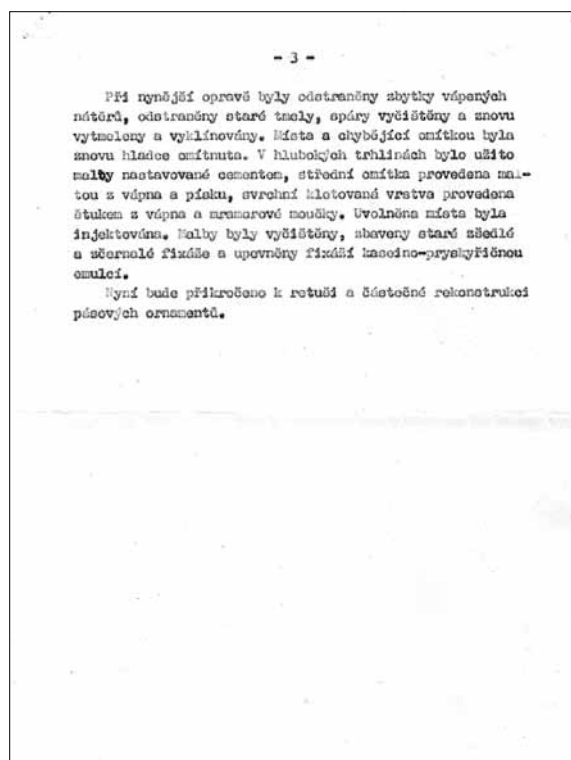 - 3 -
Při nynější opravě byly odstraněny zbytky vápených
nátěrů, odstraněny staré tmely, spáry vyčištěny a znovu
vytmeleny a vyklínovány. Místa s chybějící omítkou byla
znovu hladce omítnuta. V hlubokých trhlinách bylo užito
malty nastavované cementem, střední omítka provedena mal-
tou z vápna a písku, svrchní kletovaná vrstva provedena
štukem z vápna a mramorové moučky. Uvolněna místa byla
injektována. Malby byly vyčištěny, zbaveny staré zšedlé
a sčernalé fixáže a upevněny fixáží kaseino-pryskyřičnou
emulcí.
Nyní bude přikročeno k retuši a částečné rekonstrukci
pásových ornamentů.